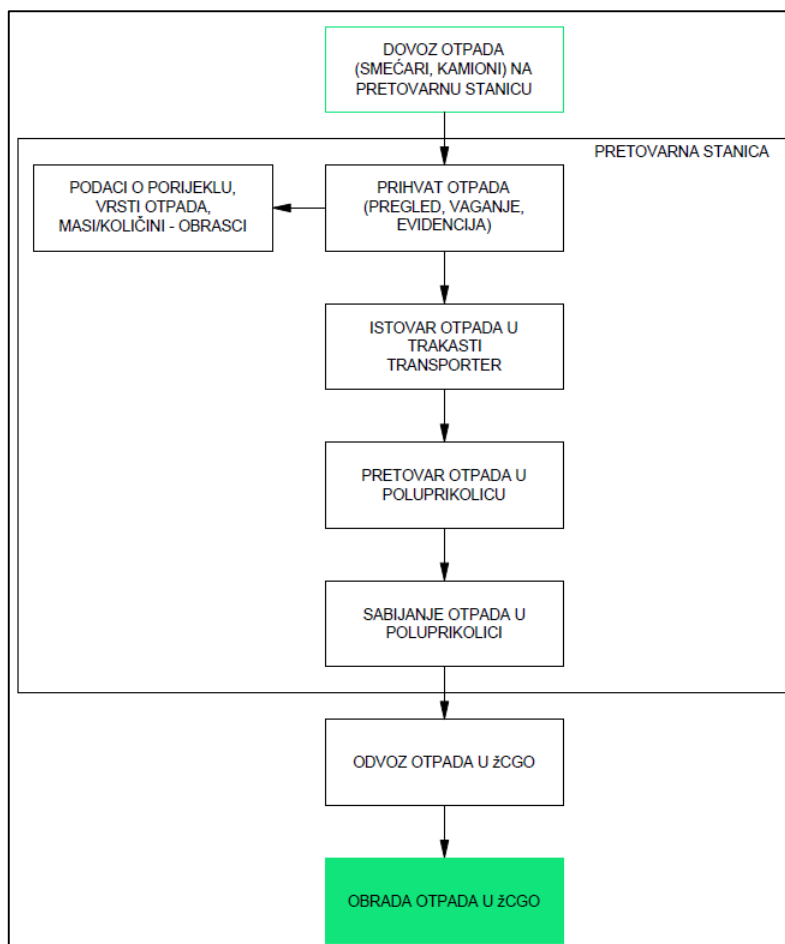 DOVOZ OTPADA
(SMEĆARI, KAMIONI) NA
PRETOVARNU STANICU
PRETOVARNA STANICA
PODACI O PORIJEKLU,
VRSTI OTPADA,
MASI/KOLIČINI - OBRASCI
PRIHVAT OTPADA
(PREGLED, VAGANJE,
EVIDENCIJA)
ISTOVAR OTPADA U
TRAKASTI
TRANSPORTER
PRETOVAR OTPADA U
POLUPRIKOLICU
SABIJANJE OTPADA U
POLUPRIKOLICI
ODVOZ OTPADA U žCGO
OBRADA OTPADA U žCGO